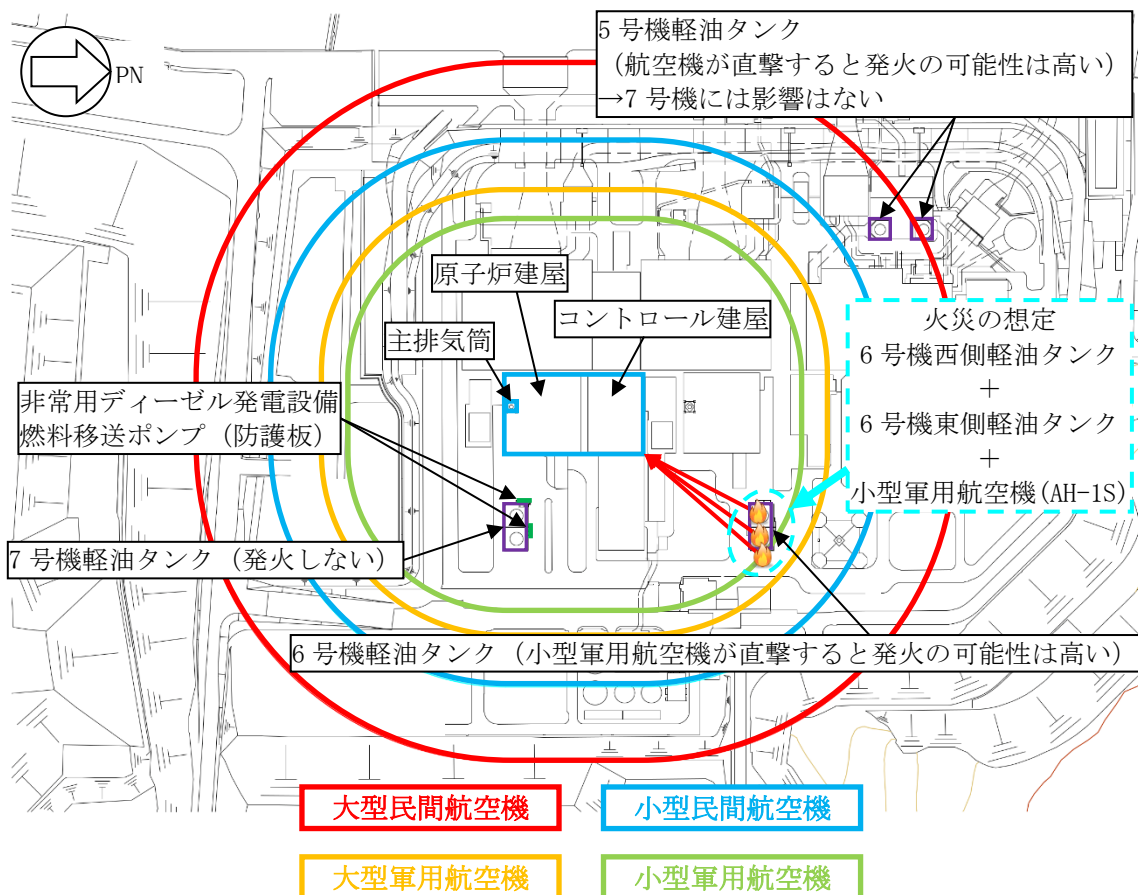 PN
5号機軽油タンク
（航空機が直撃すると発火の可能性は高い）
→7号機には影響はない
原子炉建屋
コントロール建屋
主排気筒
火災の想定
6号機西側軽油タンク
＋
6号機東側軽油タンク
＋
小型軍用航空機(AH-1S)
非常用ディーゼル発電設備
燃料移送ポンプ（防護板）
7号機軽油タンク（発火しない）
6号機軽油タンク（小型軍用航空機が直撃すると発火の可能性は高い）
大型民間航空機
小型民間航空機
大型軍用航空機
小型軍用航空機